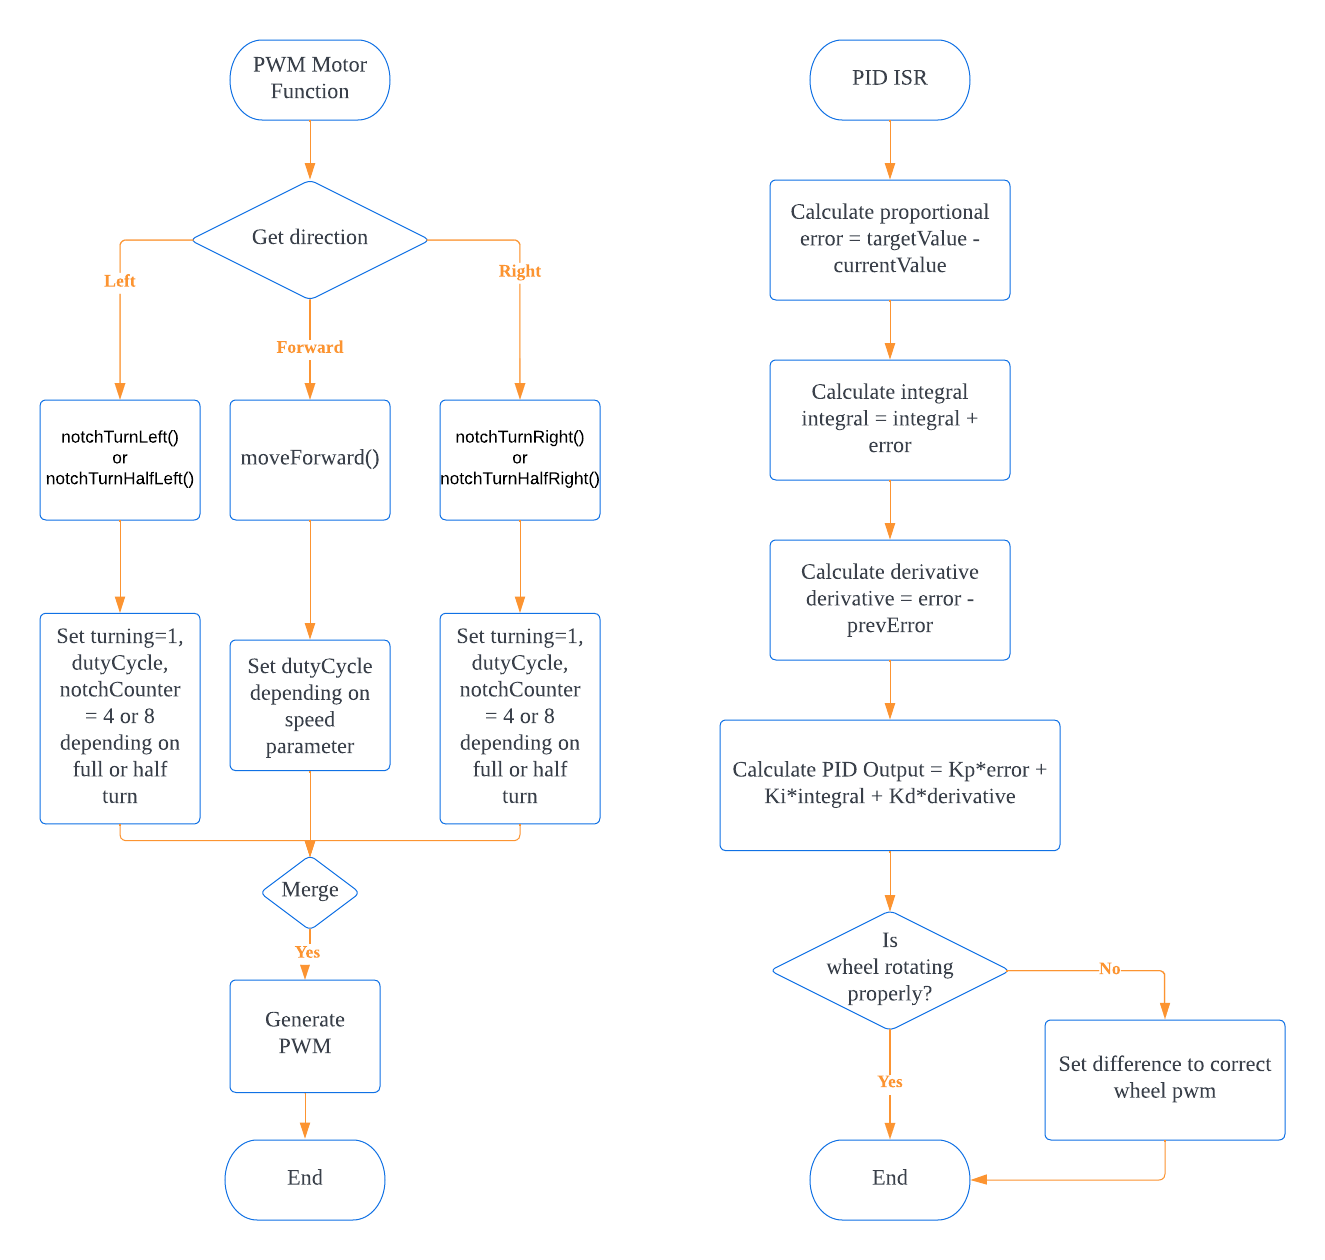 PWM Motor
Function
Get direction
Left
Forward
Right
notchTurnLeft()
or
notchTurnHalfLeft()
moveForward()
notchTurnRight()
or
notchTurnHalfRight()
Set turning=1,
dutyCycle,
notchCounter
= 4 or 8
depending on
full or half
turn
Set dutyCycle
depending on
speed
parameter
Set turning=1,
dutyCycle,
notchCounter
= 4 or 8
depending on
full or half
turn
Merge
Yes
Generate
PWM
End
PID ISR
Calculate proportional
error = targetValue -
currentValue
Calculate integral
integral = integral +
error
Calculate derivative
derivative = error -
prevError
Calculate PID Output = Kp*error +
Ki*integral + Kd*derivative
Is
wheel rotating
properly?
No
Yes
Set difference to correct
wheel pwm
End